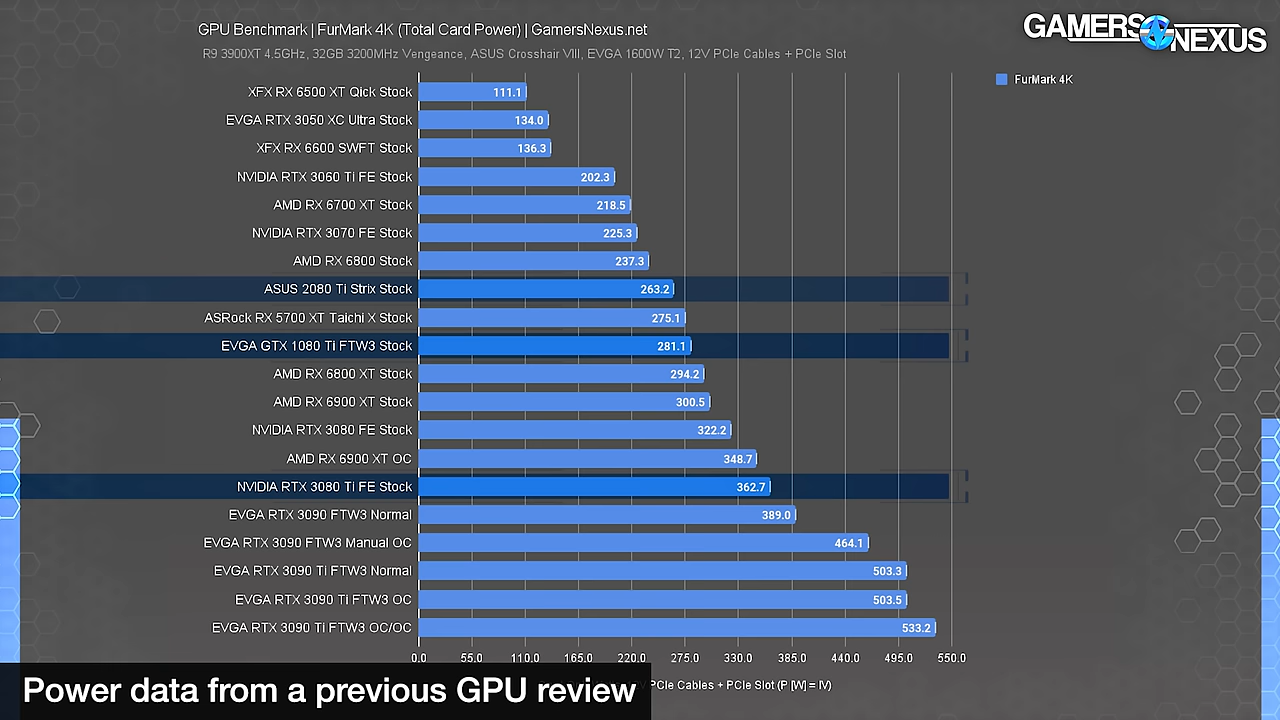 GPU Benchmark | FurMark 4K (Total Card Power) | GamersNexus.net
R9 3900XT 4.5GHz, 32GB 3200MHz Vengeance, ASUS Crosshair VIII, EVGA 1600W T2, 12V PCIe Cables + PCIe Slot
GAMERS NEXUS
FurMark 4K
XFX RX 6500 XT Qick Stock 111.1
EVGA RTX 3050 XC Ultra Stock 134.0
XFX RX 6600 SWFT Stock 136.3
NVIDIA RTX 3060 Ti FE Stock 202.3
AMD RX 6700 XT Stock 218.5
NVIDIA RTX 3070 FE Stock 225.3
AMD RX 6800 Stock 237.3
ASUS 2080 Ti Strix Stock 263.2
ASRock RX 5700 XT Taichi X Stock 275.1
EVGA GTX 1080 Ti FTW3 Stock 281.1
AMD RX 6800 XT Stock 294.2
AMD RX 6900 XT Stock 300.5
NVIDIA RTX 3080 FE Stock 322.2
AMD RX 6900 XT OC 348.7
NVIDIA RTX 3080 Ti FE Stock 362.7
EVGA RTX 3090 FTW3 Normal 389.0
EVGA RTX 3090 FTW3 Manual OC 464.1
EVGA RTX 3090 Ti FTW3 Normal 503.3
EVGA RTX 3090 Ti FTW3 OC 503.5
EVGA RTX 3090 Ti FTW3 OC/OC 533.2
0.0 55.0 110.0 165.0 220.0 275.0 330.0 385.0 440.0 495.0 550.0
PCIe Cables + PCIe Slot (P [W] = IV)
Power data from a previous GPU review